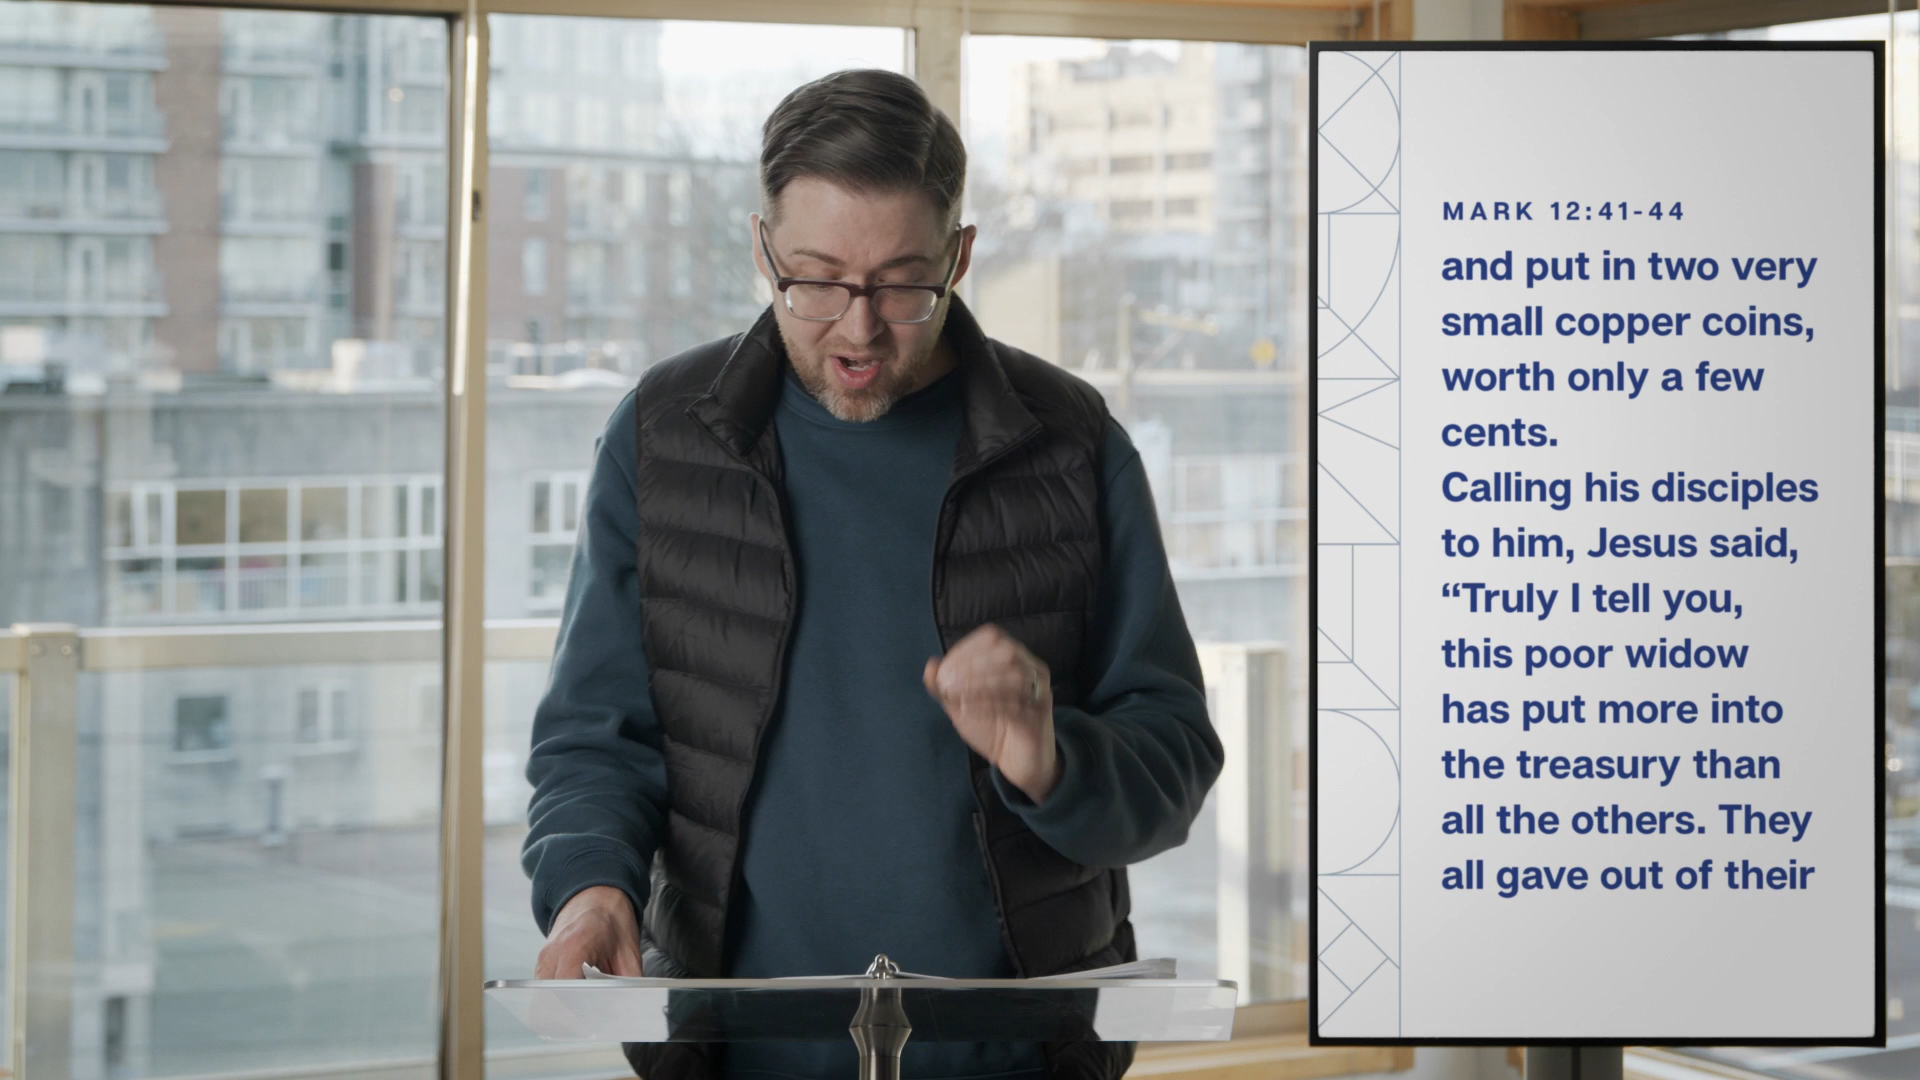 MARK 12:41-44
and put in two very
small copper coins,
worth only a few
cents.
Calling his disciples
to him, Jesus said,
“Truly I tell you,
this poor widow
has put more into
the treasury than
all the others. They
all gave out of their